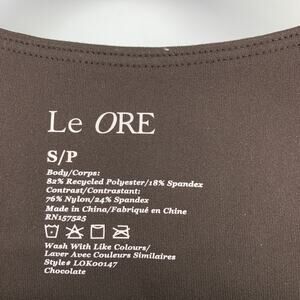 Le ORE
S/P
Body/Corps:
82% Recycled Polyester/18% Spandex
Contrast/Contrastant:
76% Nylon/24% Spandex
Made in China/Fabriqué en Chine
RN157525
Wash With Like Colours/
Laver Avec Couleurs Similaires
Style# LOK00147
Chocolate